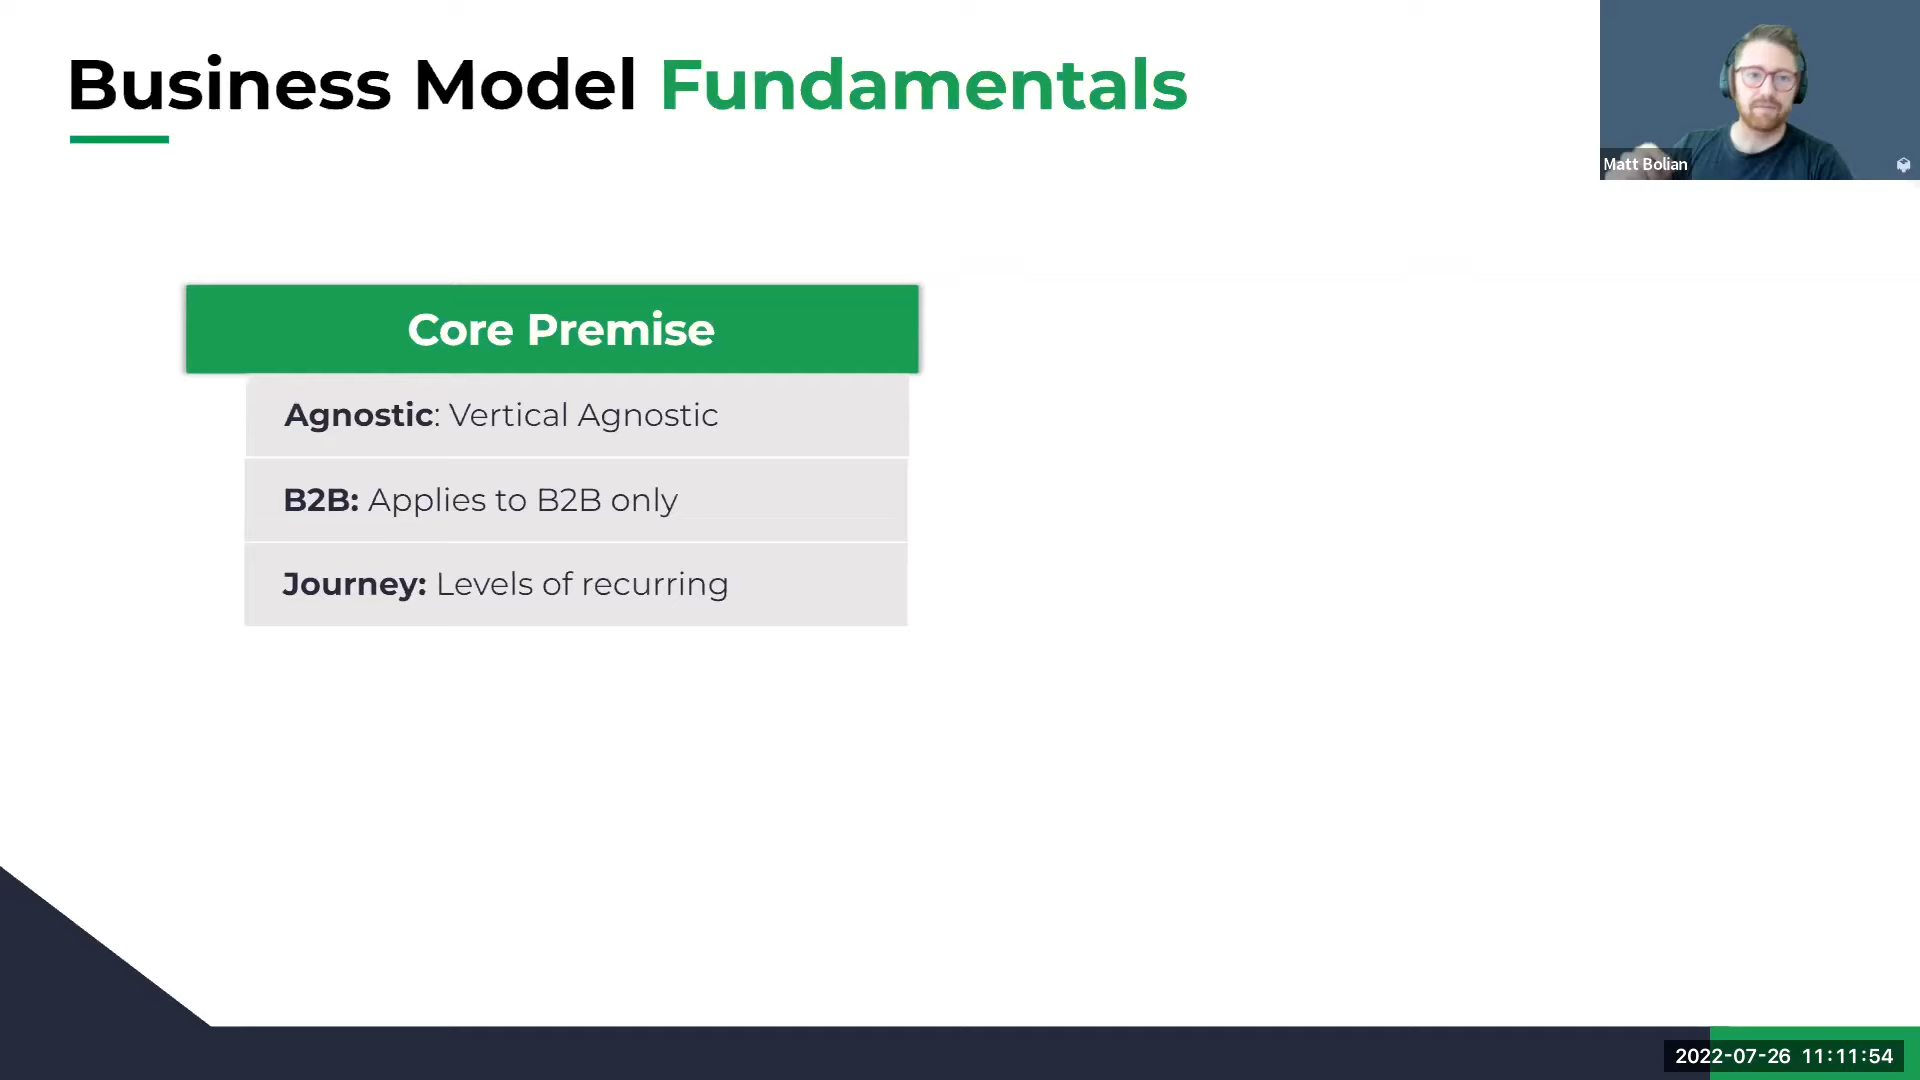 Business Model Fundamentals
Matt Bolian
Core Premise
Agnostic: Vertical Agnostic
B2B: Applies to B2B only
Journey: Levels of recurring
2022-07-26 11:11:54